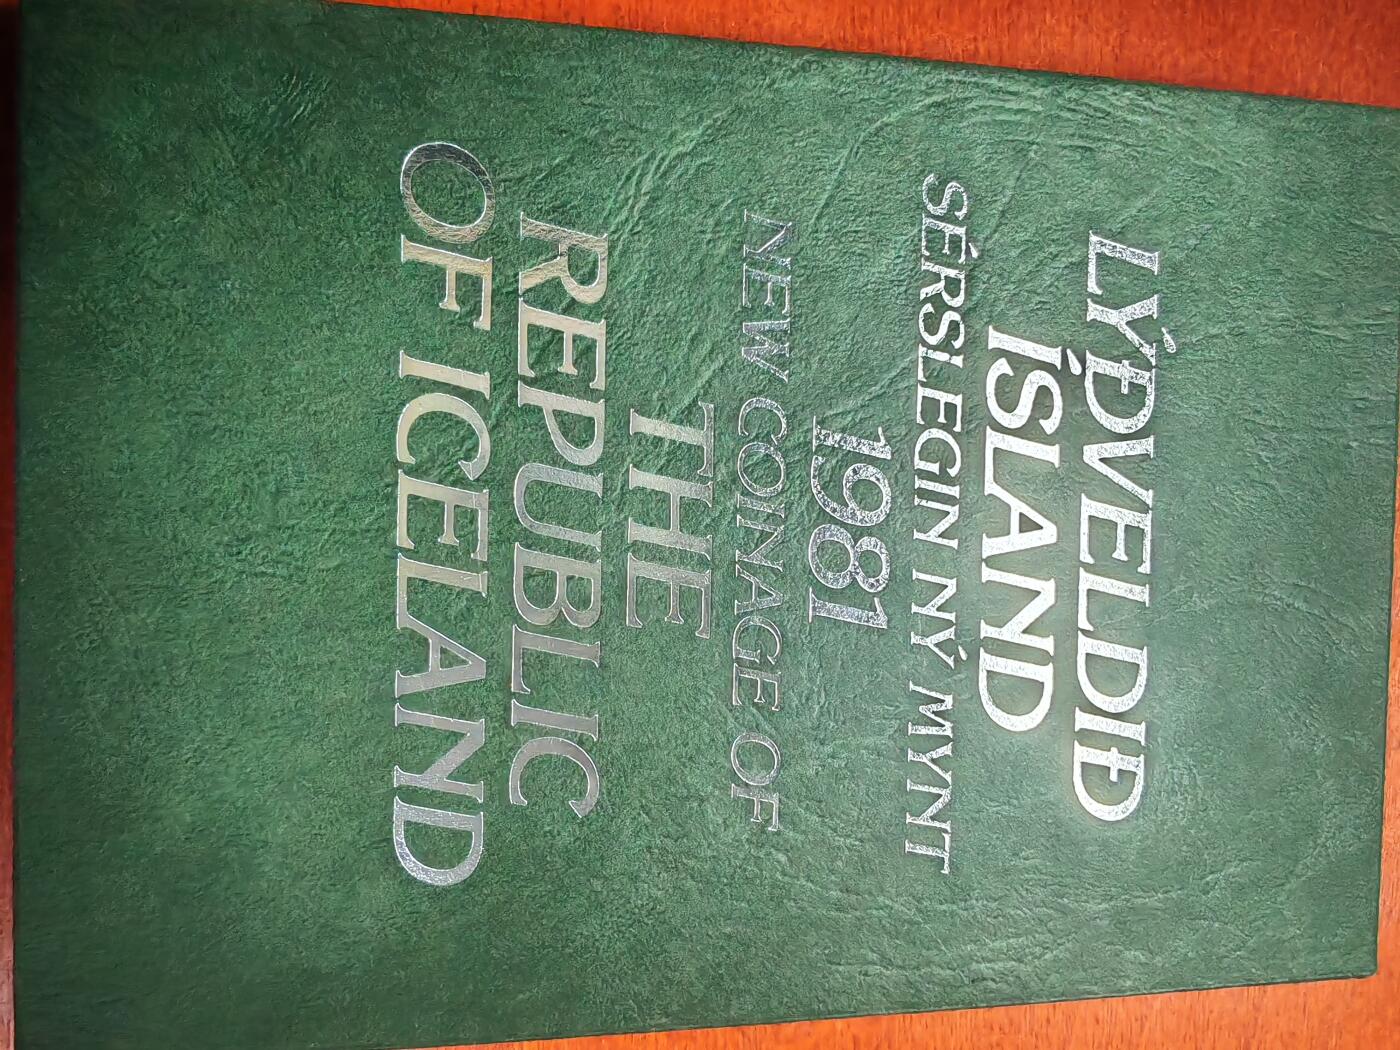 LÝÐVELDIÐ
ÍSLAND
SÉRSLEGIN NÝ MYNT
1981
NEW COINAGE OF
THE
REPUBLIC
OF ICELAND